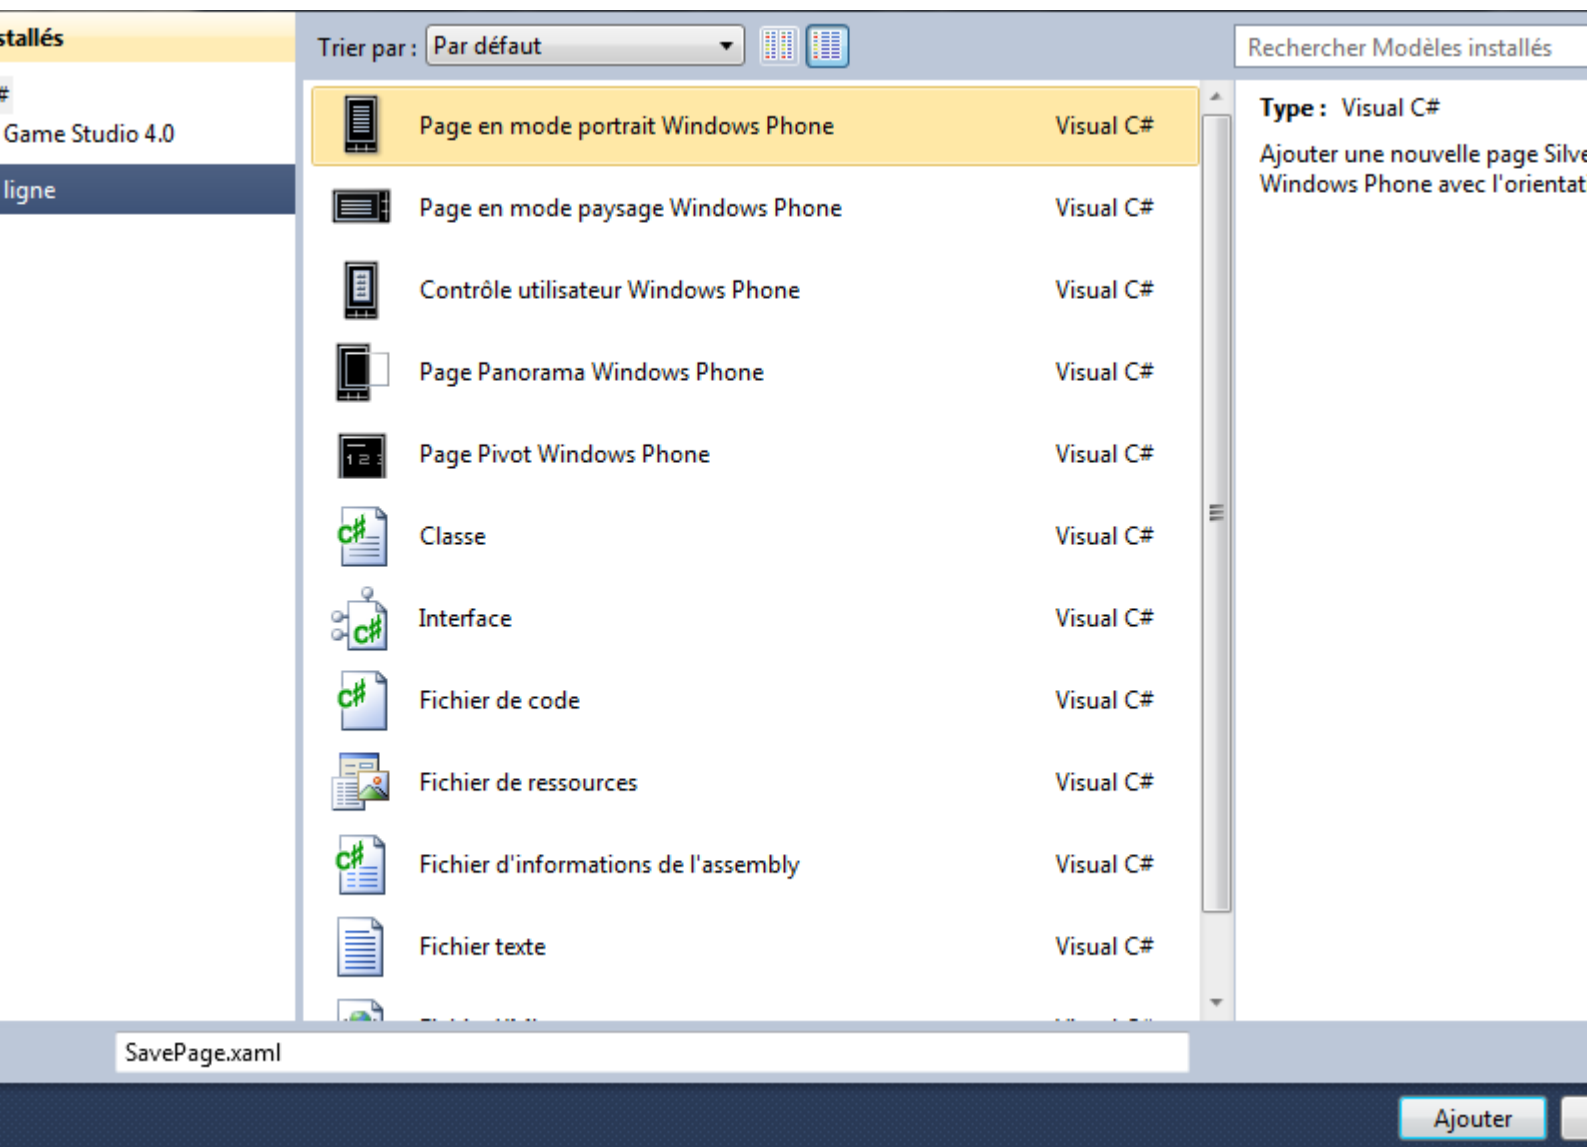 stallés
#
Game Studio 4.0
ligne
Trier par : Par défaut
Rechercher Modèles installés
Page en mode portrait Windows Phone Visual C#
Page en mode paysage Windows Phone Visual C#
Contrôle utilisateur Windows Phone Visual C#
Page Panorama Windows Phone Visual C#
Page Pivot Windows Phone Visual C#
Classe Visual C#
Interface Visual C#
Fichier de code Visual C#
Fichier de ressources Visual C#
Fichier d'informations de l'assembly Visual C#
Fichier texte Visual C#
Type : Visual C#
Ajouter une nouvelle page Silve
Windows Phone avec l'orientat
SavePage.xaml
Ajouter